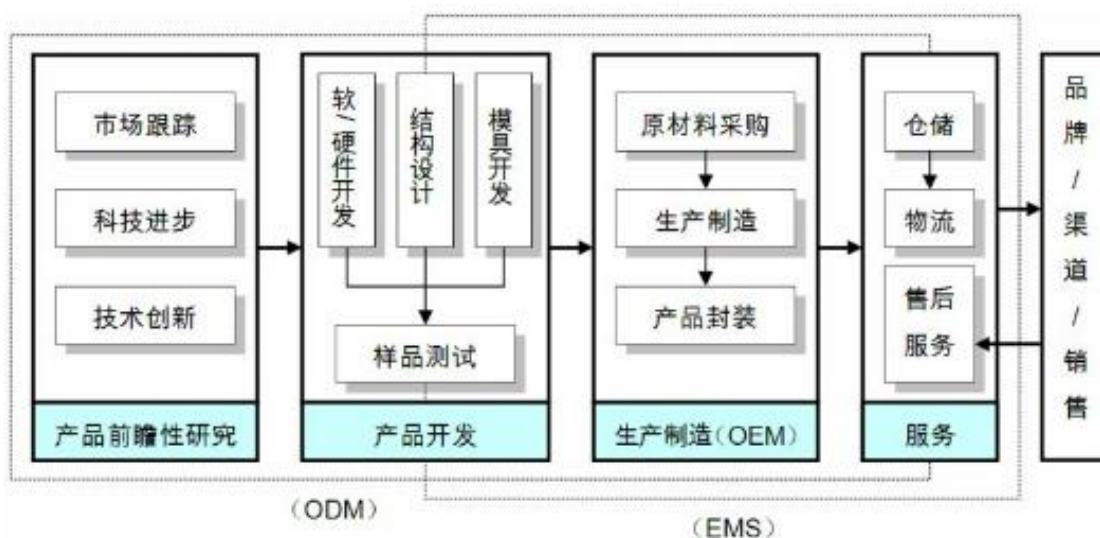 市场跟踪
科技进步
技术创新
产品前瞻性研究
软/硬件开发
结构设计
模具开发
样品测试
产品开发
原材料采购
生产制造
产品封装
生产制造(OEM)
仓储
物流
售后
服务
服务
品牌/渠道/销售
(ODM)
(EMS)